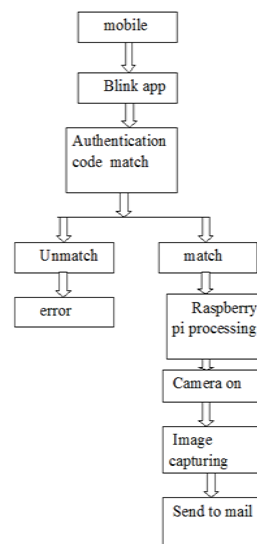 mobile
Blink app
Authentication
code match
Unmatch
match
error
Raspberry
pi processing
Camera on
Image
capturing
Send to mail